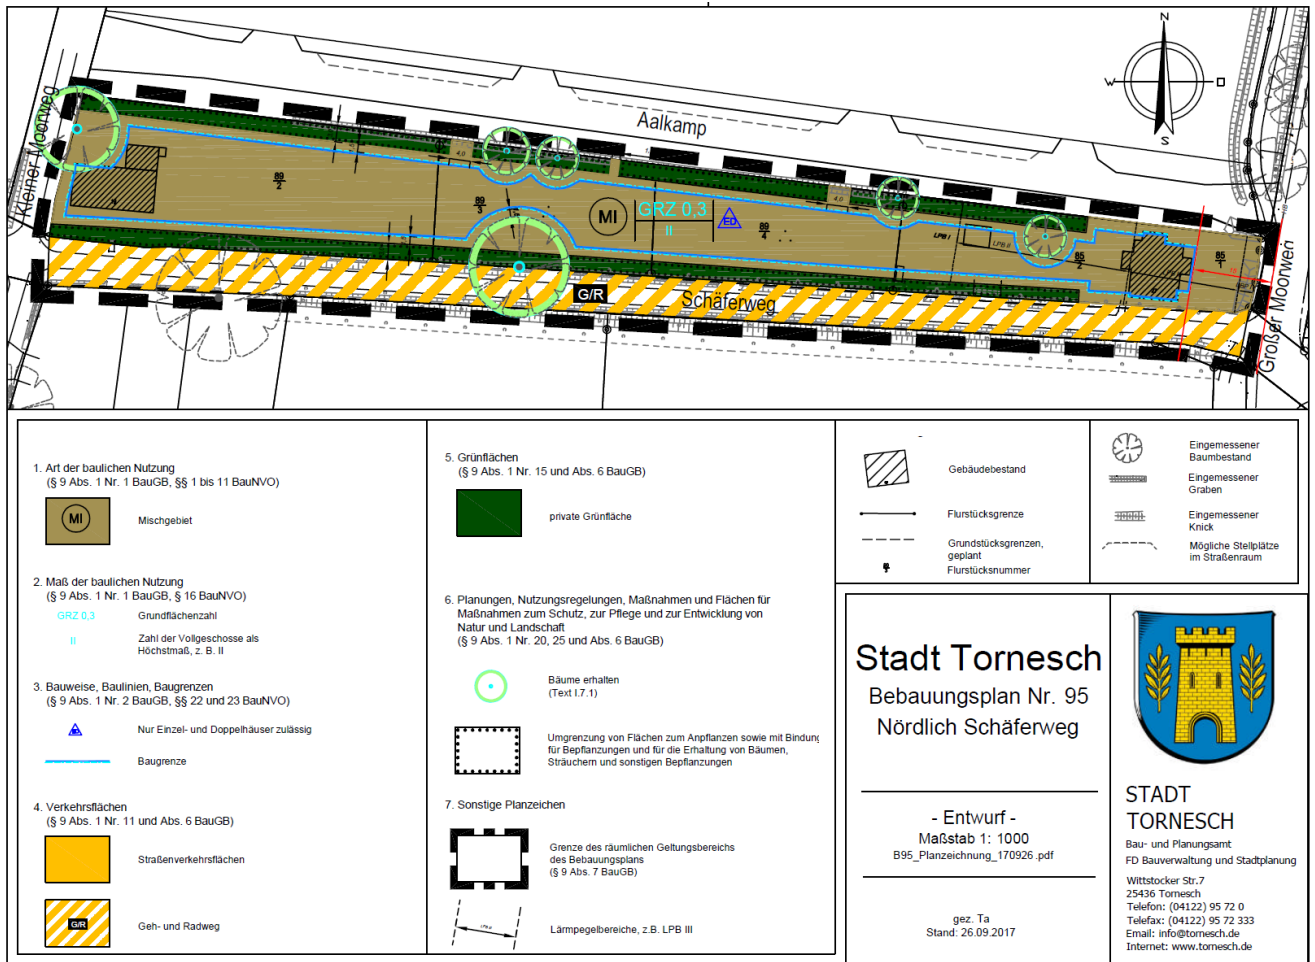 N
W
O
S
Aalkamp
Kleiner Moorweg
Großer Moorweg
Schäferweg
G/R
MI
GRZ 0,3
II
ED
89
2
89
3
89
4
85
2
85
1
4,0
4,0
LPB I
LPB II
1. Art der baulichen Nutzung
(§ 9 Abs. 1 Nr. 1 BauGB, §§ 1 bis 11 BauNVO)
MI
Mischgebiet
2. Maß der baulichen Nutzung
(§ 9 Abs. 1 Nr. 1 BauGB, § 16 BauNVO)
GRZ 0,3
Grundflächenzahl
II
Zahl der Vollgeschosse als
Höchstmaß, z. B. II
3. Bauweise, Baulinien, Baugrenzen
(§ 9 Abs. 1 Nr. 2 BauGB, §§ 22 und 23 BauNVO)
Nur Einzel- und Doppelhäuser zulässig
Baugrenze
4. Verkehrsflächen
(§ 9 Abs. 1 Nr. 11 und Abs. 6 BauGB)
Straßenverkehrsflächen
G/R
Geh- und Radweg
5. Grünflächen
(§ 9 Abs. 1 Nr. 15 und Abs. 6 BauGB)
private Grünfläche
6. Planungen, Nutzungsregelungen, Maßnahmen und Flächen für
Maßnahmen zum Schutz, zur Pflege und zur Entwicklung von
Natur und Landschaft
(§ 9 Abs. 1 Nr. 20, 25 und Abs. 6 BauGB)
Bäume erhalten
(Text I.7.1)
Umgrenzung von Flächen zum Anpflanzen sowie mit Bindung
für Bepflanzungen und für die Erhaltung von Bäumen,
Sträuchern und sonstigen Bepflanzungen
7. Sonstige Planzeichen
Grenze des räumlichen Geltungsbereichs
des Bebauungsplans
(§ 9 Abs. 7 BauGB)
Lärmpegelbereiche, z.B. LPB III
Gebäudebestand
Flurstücksgrenze
Grundstücksgrenzen,
geplant
Flurstücksnummer
Eingemessener
Baumbestand
Eingemessener
Graben
Eingemessener
Knick
Mögliche Stellplätze
im Straßenraum
Stadt Tornesch
Bebauungsplan Nr. 95
Nördlich Schäferweg
- Entwurf -
Maßstab 1: 1000
B95_Planzeichnung_170926 .pdf
gez. Ta
Stand: 26.09.2017
STADT
TORNESCH
Bau- und Planungsamt
FD Bauverwaltung und Stadtplanung
Wittstocker Str.7
25436 Tornesch
Telefon: (04122) 95 72 0
Telefax: (04122) 95 72 333
Email: info@tornesch.de
Internet: www.tornesch.de